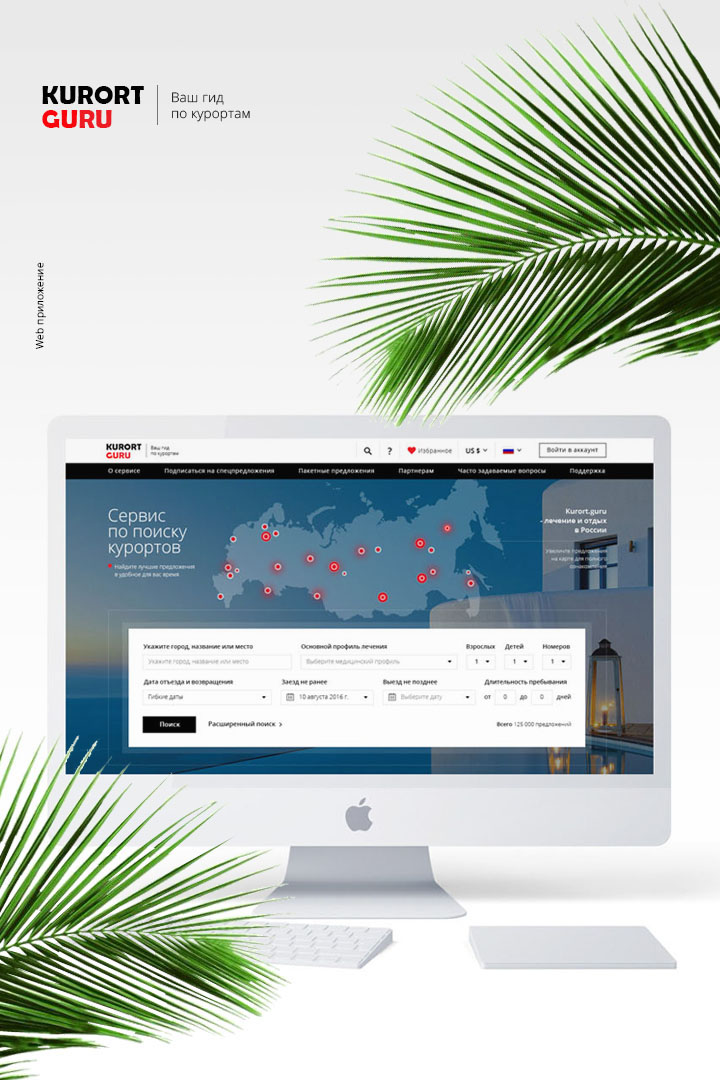 KURORT
GURU
Ваш гид
по курортам
Web приложение
KURORT
GURU
Ваш гид
по курортам
?
Избранное
US $
Войти в аккаунт
О сервисе
Подписаться на спецпредложения
Пакетные предложения
Партнерам
Часто задаваемые вопросы
Поддержка
Сервис
по поиску
курортов
Найдите лучшие предложения
в удобное для вас время
Kurort.guru
- лечение и отдых
в России
Увеличте предложения
на карте для полного
ознакомления
Укажите город, название или место
Основной профиль лечения
Взрослых
Детей
Номеров
Укажите город, название или место
Выберите медицинский профиль
1
1
1
Дата отъезда и возвращения
Заезд не ранее
Выезд не позднее
Длительность пребывания
Гибкие даты
10 августа 2016 г.
Выберите дату
от 0 до 0 дней
Поиск
Расширенный поиск
Всего 125 000 предложений